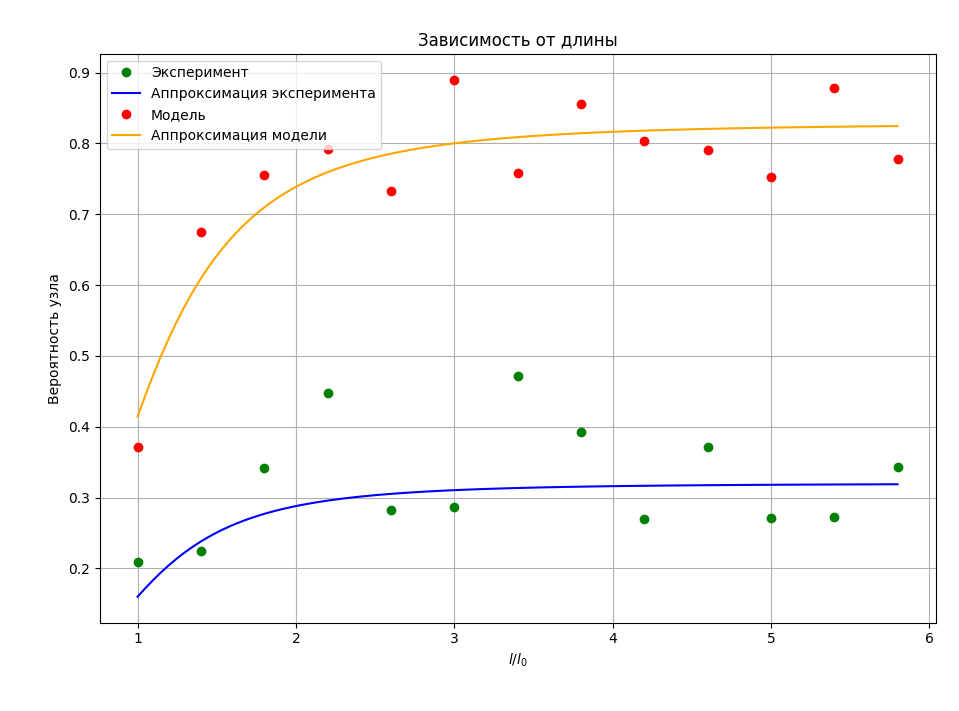 Зависимость от длины
Эксперимент
Аппроксимация эксперимента
Модель
Аппроксимация модели
0.9
0.8
0.7
0.6
0.5
0.4
0.3
0.2
Вероятность узла
1 2 3 4 5 6
l/l₀